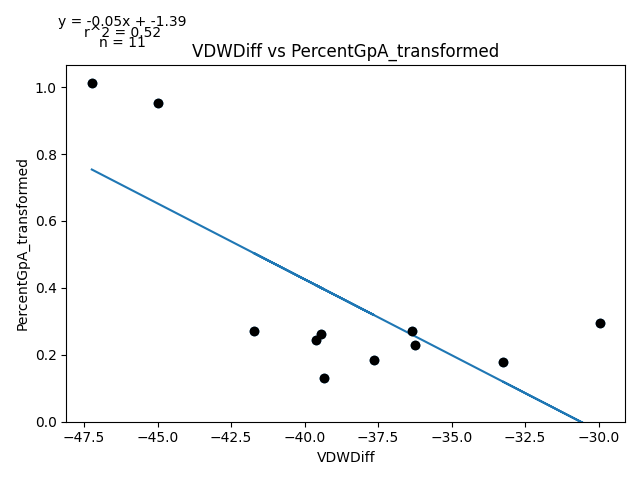 y = -0.05x + -1.39
r^2 = 0.52
n = 11
VDWDiff vs PercentGpA_transformed
PercentGpA_transformed
1.0
0.8
0.6
0.4
0.2
0.0
−47.5 −45.0 −42.5 −40.0 −37.5 −35.0 −32.5 −30.0
VDWDiff